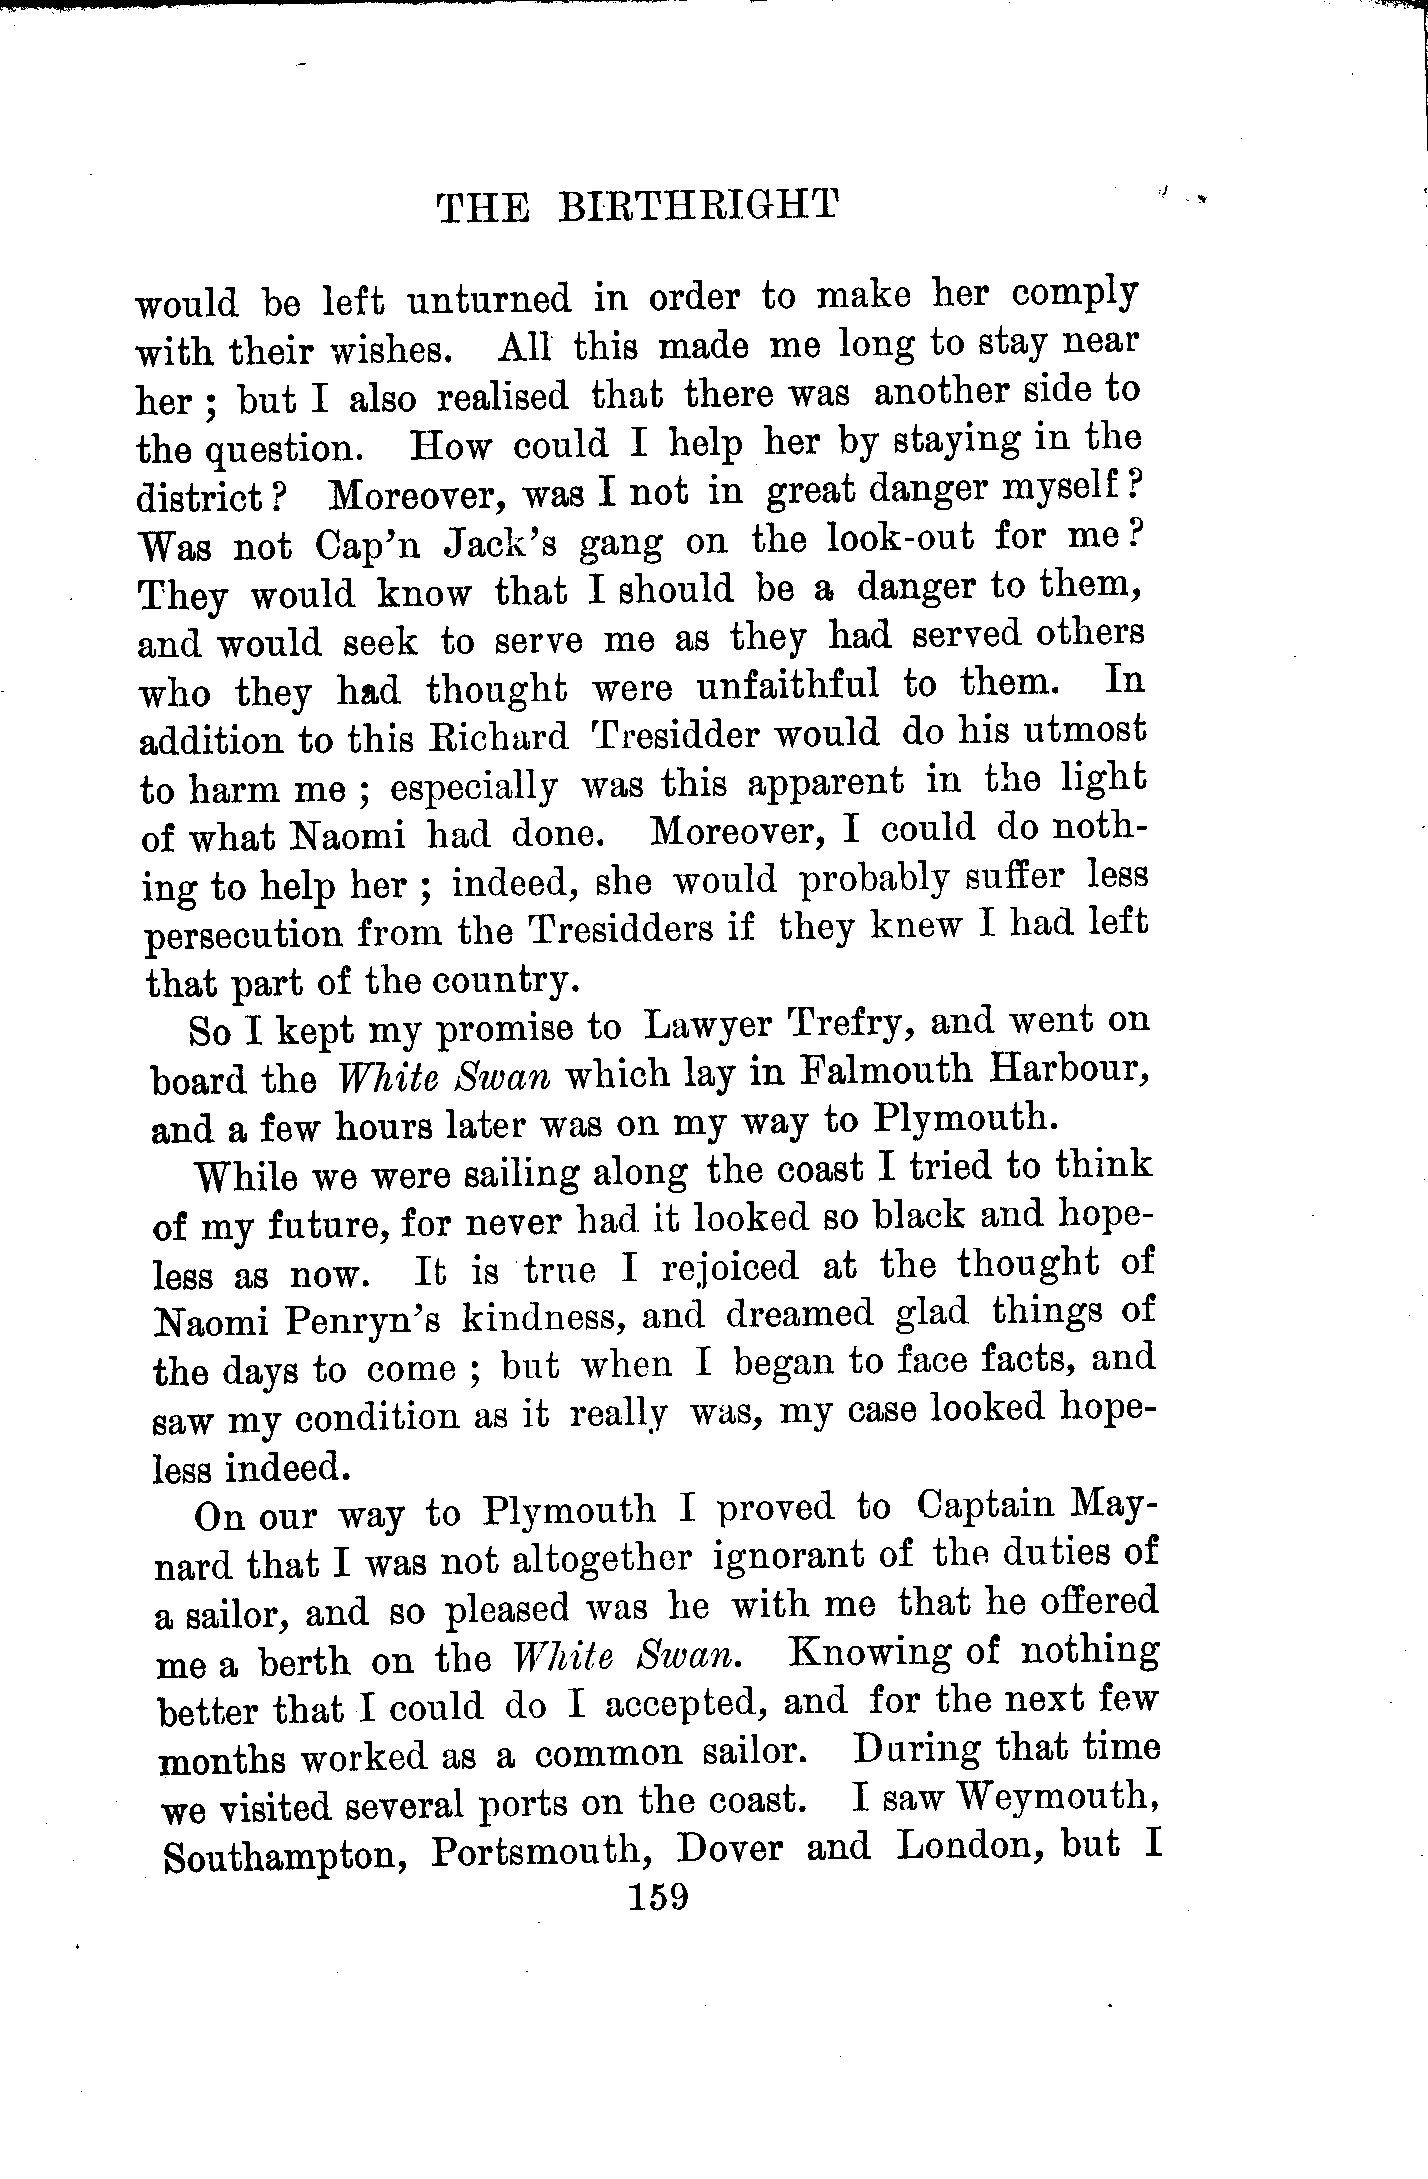 THE BIRTHRIGHT
would be left unturned in order to make her comply
with their wishes. All this made me long to stay near
her ; but I also realised that there was another side to
the question. How could I help her by staying in the
district ? Moreover, was I not in great danger myself ?
Was not Cap'n Jack's gang on the look-out for me ?
They would know that I should be a danger to them,
and would seek to serve me as they had served others
who they had thought were unfaithful to them. In
addition to this Richard Tresidder would do his utmost
to harm me ; especially was this apparent in the light
of what Naomi had done. Moreover, I could do noth-
ing to help her ; indeed, she would probably suffer less
persecution from the Tresidders if they knew I had left
that part of the country.
So I kept my promise to Lawyer Trefry, and went on
board the White Swan which lay in Falmouth Harbour,
and a few hours later was on my way to Plymouth.
While we were sailing along the coast I tried to think
of my future, for never had it looked so black and hope-
less as now. It is true I rejoiced at the thought of
Naomi Penryn's kindness, and dreamed glad things of
the days to come ; but when I began to face facts, and
saw my condition as it really was, my case looked hope-
less indeed.
On our way to Plymouth I proved to Captain May-
nard that I was not altogether ignorant of the duties of
a sailor, and so pleased was he with me that he offered
me a berth on the White Swan. Knowing of nothing
better that I could do I accepted, and for the next few
months worked as a common sailor. During that time
we visited several ports on the coast. I saw Weymouth,
Southampton, Portsmouth, Dover and London, but I
159